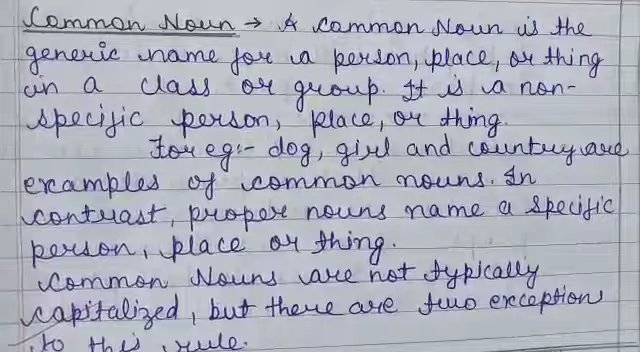 Common Noun → A common Noun is the
generic name for a person, place, or thing
in a class or group. It is a non-
specific person, place, or thing.
For eg:- dog, girl and country are
examples of common nouns. In
contrast, proper nouns name a specific
person, place or thing.
Common Nouns are not typically
capitalized, but there are two exceptions
to this rule.